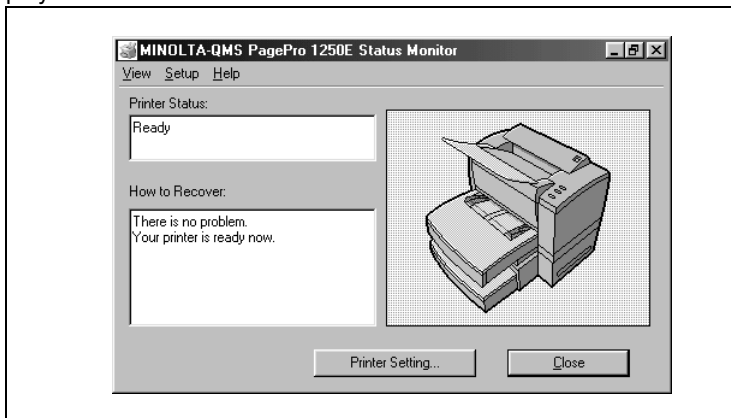 MINOLTA-QMS PagePro 1250E Status Monitor
View Setup Help
Printer Status:
Ready
How to Recover:
There is no problem.
Your printer is ready now.
Printer Setting...
Close